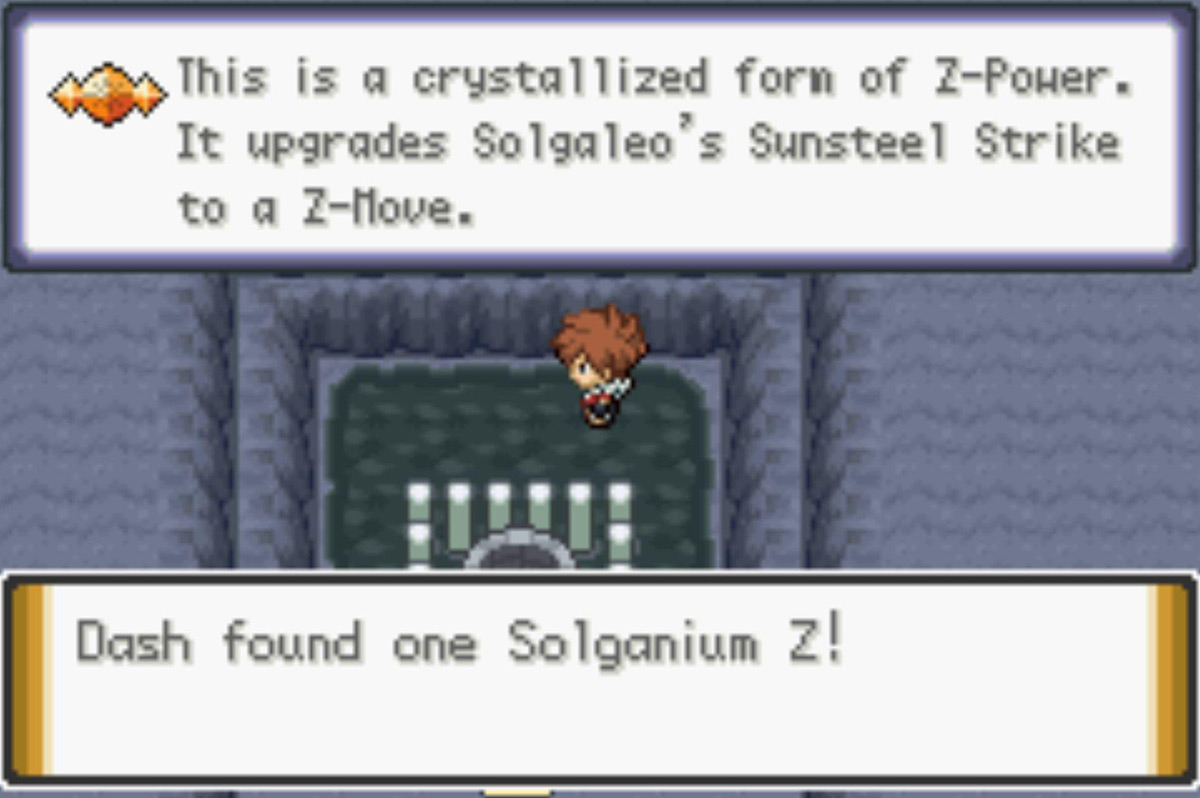 This is a crystallized form of Z-Power.
It upgrades Solgaleo's Sunsteel Strike
to a Z-Move.
Dash found one Solganium Z!